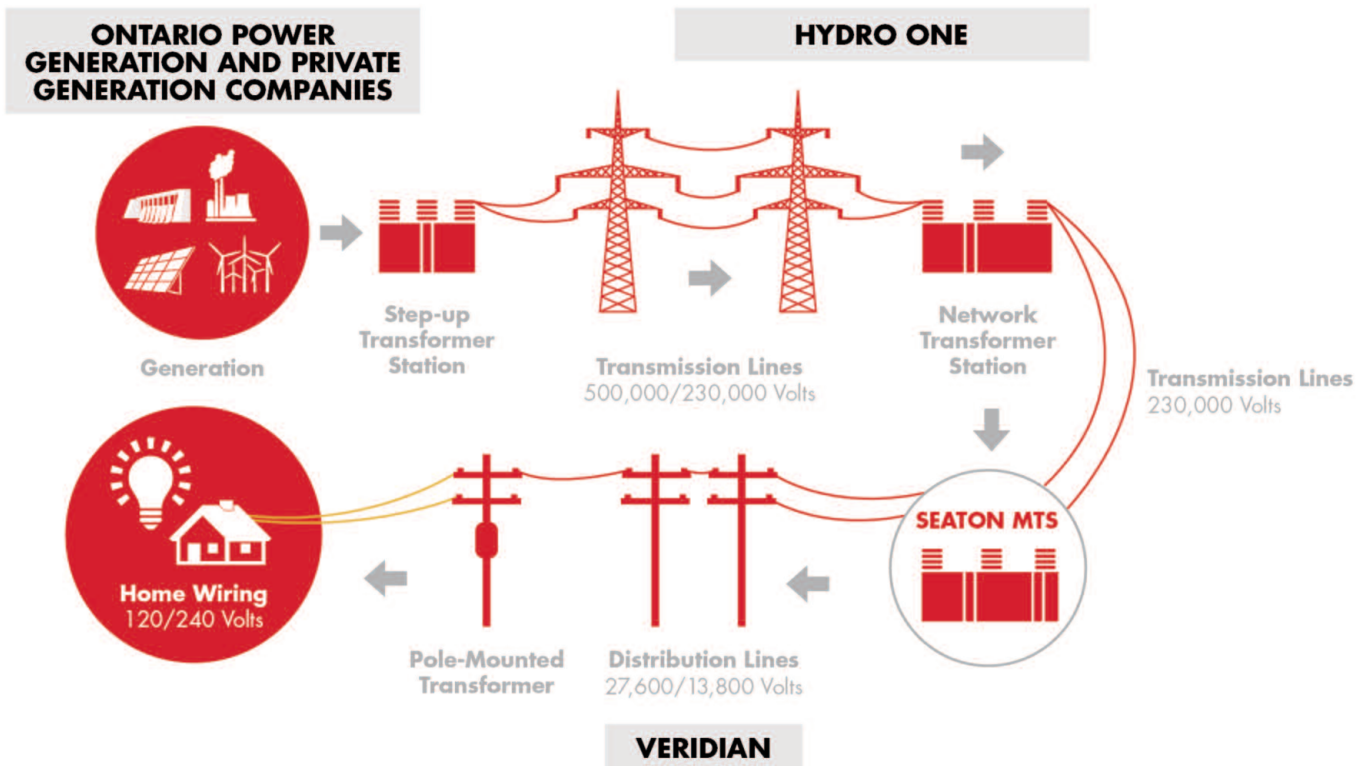 ONTARIO POWER
GENERATION AND PRIVATE
GENERATION COMPANIES
HYDRO ONE
Generation
Step-up
Transformer
Station
Transmission Lines
500,000/230,000 Volts
Network
Transformer
Station
Transmission Lines
230,000 Volts
SEATON MTS
Distribution Lines
27,600/13,800 Volts
Pole-Mounted
Transformer
Home Wiring
120/240 Volts
VERIDIAN